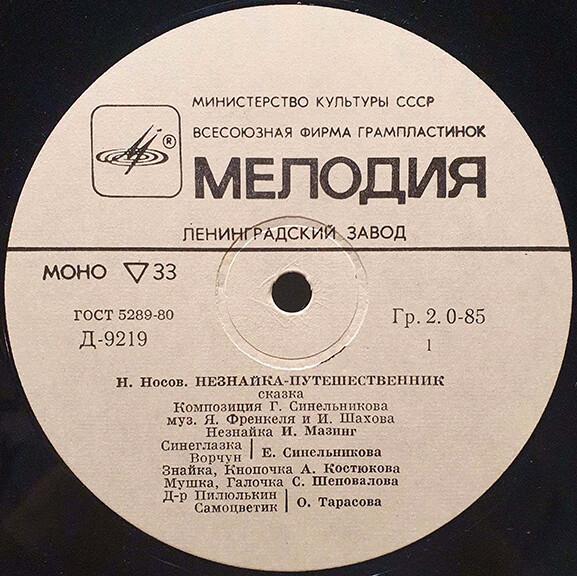 МИНИСТЕРСТВО КУЛЬТУРЫ СССР
ВСЕСОЮЗНАЯ ФИРМА ГРАМПЛАСТИНОК
®
МЕЛОДИЯ
ЛЕНИНГРАДСКИЙ ЗАВОД
МОНО ▽ 33
ГОСТ 5289-80
Д-9219
Гр. 2. 0-85
1
Н. Носов. НЕЗНАЙКА-ПУТЕШЕСТВЕННИК
сказка
Композиция Г. Синельникова
муз. Я. Френкеля и И. Шахова
Незнайка И. Мазинг
Синеглазка
Ворчун
Е. Синельникова
Знайка, Кнопочка А. Костюкова
Мушка, Галочка С. Шеповалова
Д-р Пилюлькин
Самоцветик
О. Тарасова